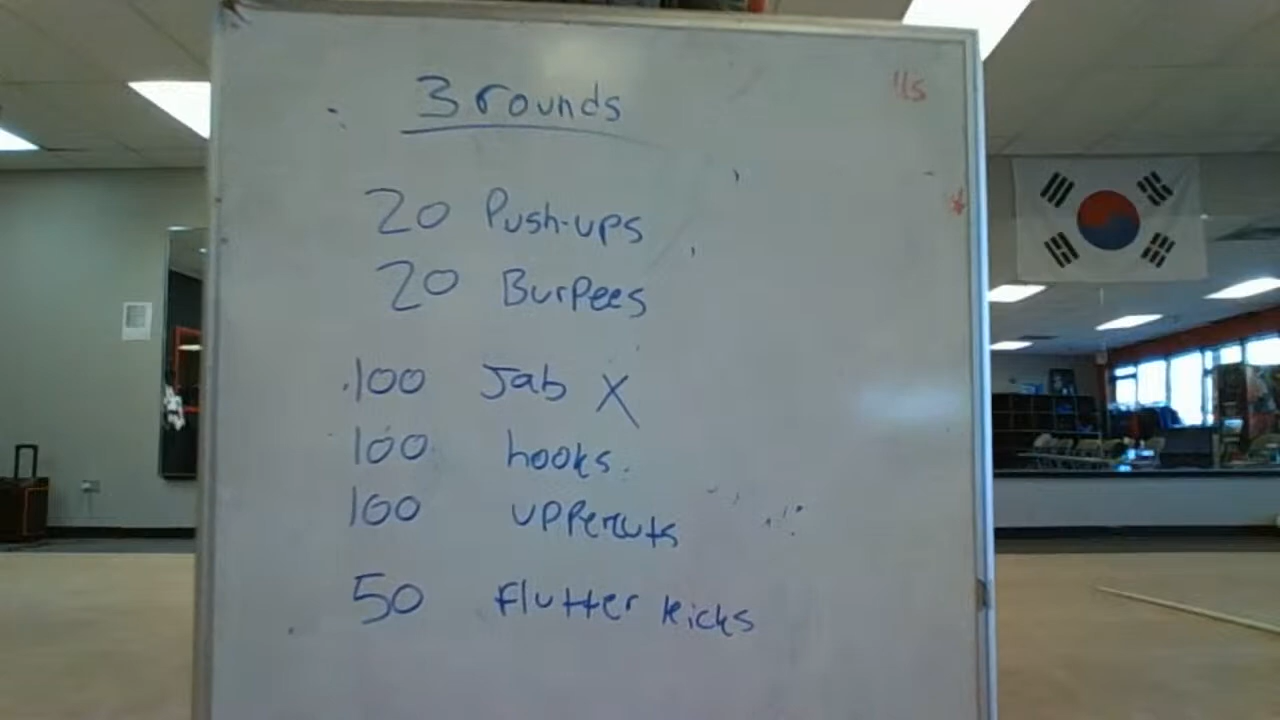 3 rounds
20 Push-ups
20 Burpees
100 Jab X
100 hooks.
100 uppercuts
50 flutter kicks